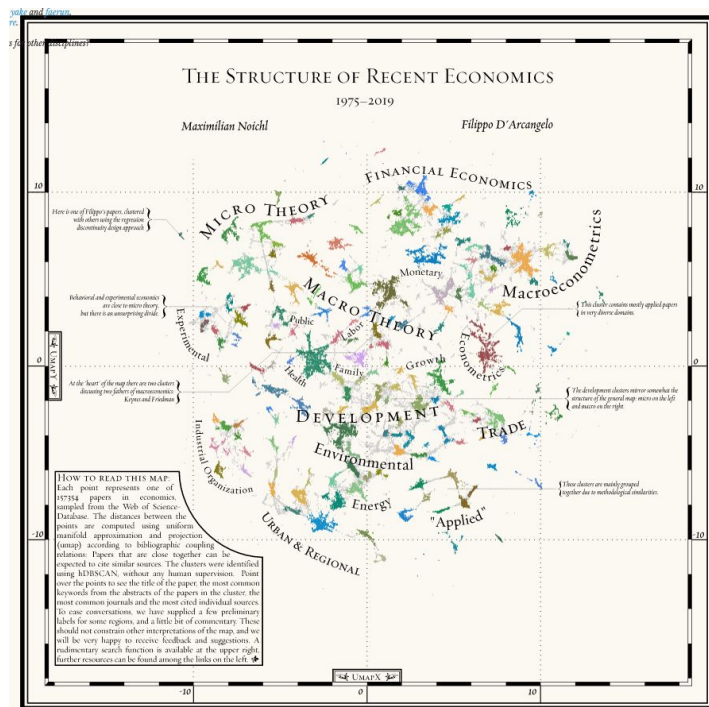 yake and faerun,
re.
s for other disciplines?
The Structure of Recent Economics
1975–2019
Maximilian Noichl
Filippo D'Arcangelo
Financial Economics
Micro Theory
10
10
Here is one of Filippo's papers, clustered
with others using the regression
discontinuity design approach
Monetary
Macroeconometrics
Macro Theory
Behavioral and experimental economics
are close to micro theory
but there is an unsurprising divide.
This cluster contains mostly applied papers
in very diverse domains.
Experimental
Public
Labor
Econometrics
UmapY
0
0
Growth
Family
Health
At the 'heart' of the map there are two clusters
discussing two fathers of macroeconomics:
Keynes and Friedman
The development clusters mirror somewhat the
structure of the general map: micro on the left
and macro on the right.
Development
Trade
Industrial Organization
Environmental
Energy
"Applied"
These clusters are mainly grouped
together due to methodological similarities.
Urban & Regional
-10
-10
How to read this map:
Each point represents one of
157354 papers in economics,
sampled from the Web of Science-
Database. The distances between the
points are computed using uniform
manifold approximation and projection
(umap) according to bibliographic coupling
relations: Papers that are close together can be
expected to cite similar sources. The clusters were identified
using hDBSCAN, without any human supervision. Point
over the points to see the title of the paper, the most common
keywords from the abstracts of the papers in the cluster, the
most common journals and the most cited individual sources.
To ease conversations, we have supplied a few preliminary
labels for some regions, and a little bit of commentary. These
should not constrain other interpretations of the map, and we
will be very happy to receive feedback and suggestions. A
rudimentary search function is available at the upper right,
further resources can be found among the links on the left.
UmapX
-10
0
10